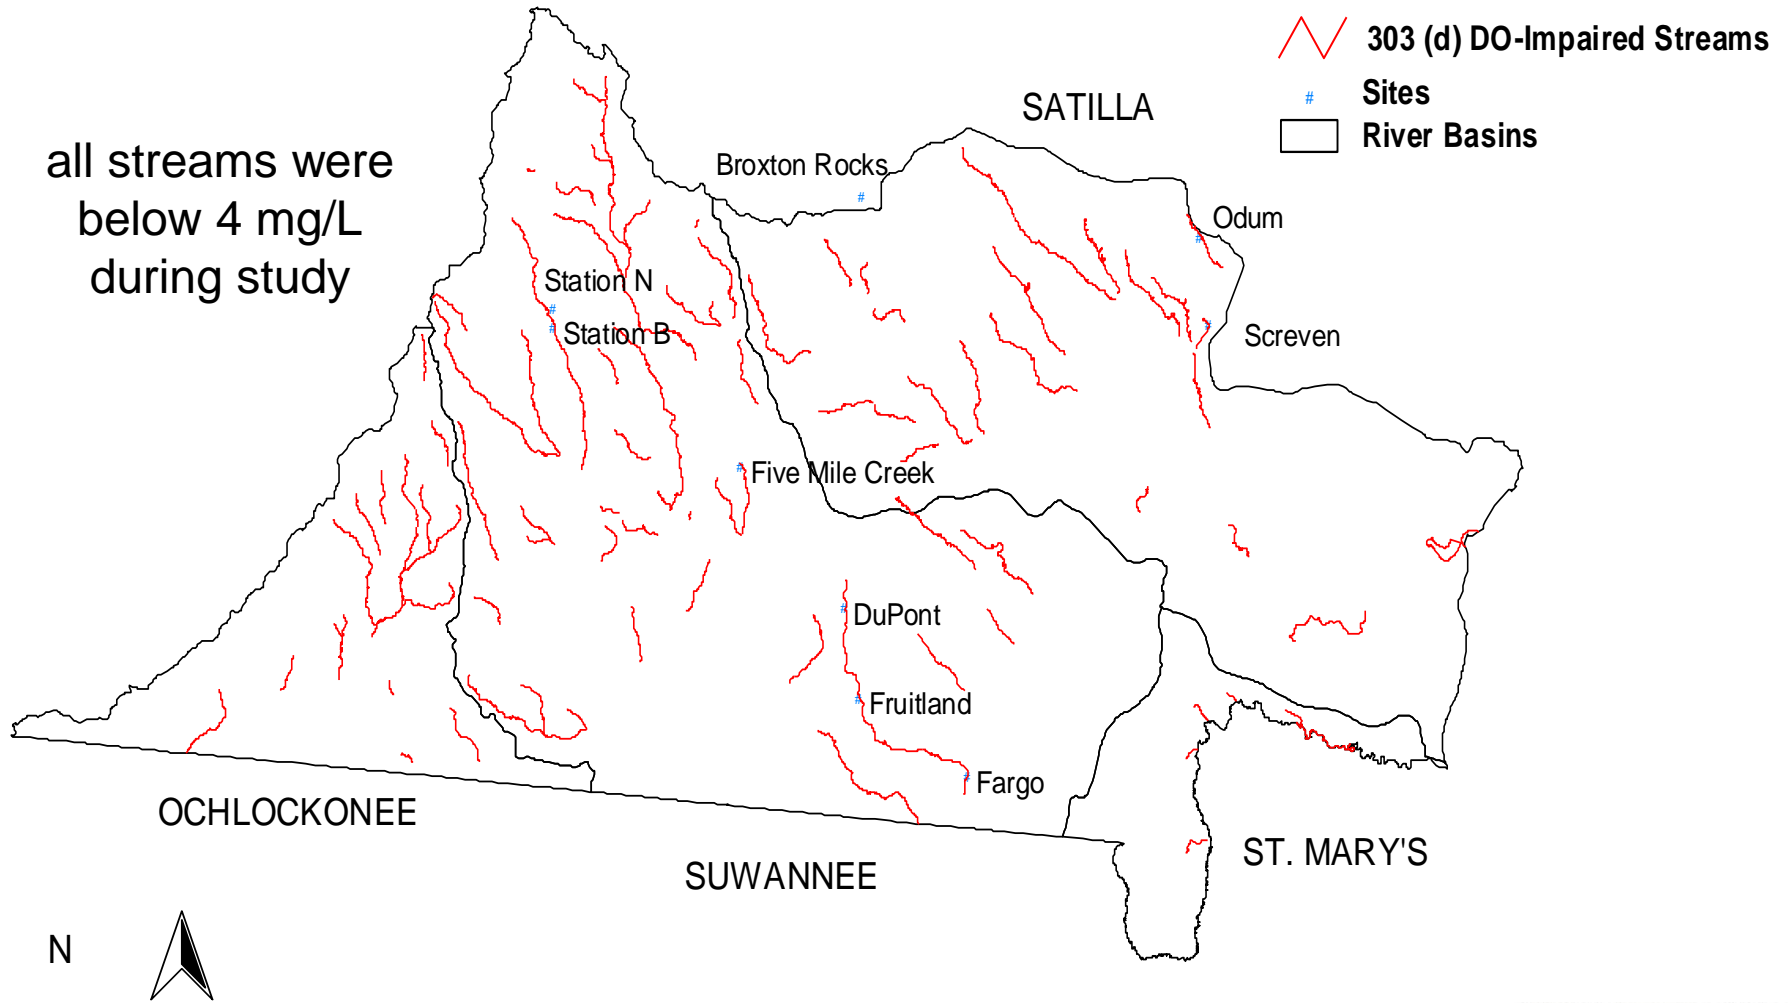 303 (d) DO-Impaired Streams
# Sites
River Basins
SATILLA
all streams were
below 4 mg/L
during study
Broxton Rocks
#
Odum
#
Station N
#
# Station B
# Screven
# Five Mile Creek
# DuPont
# Fruitland
# Fargo
OCHLOCKONEE
SUWANNEE
ST. MARY'S
N